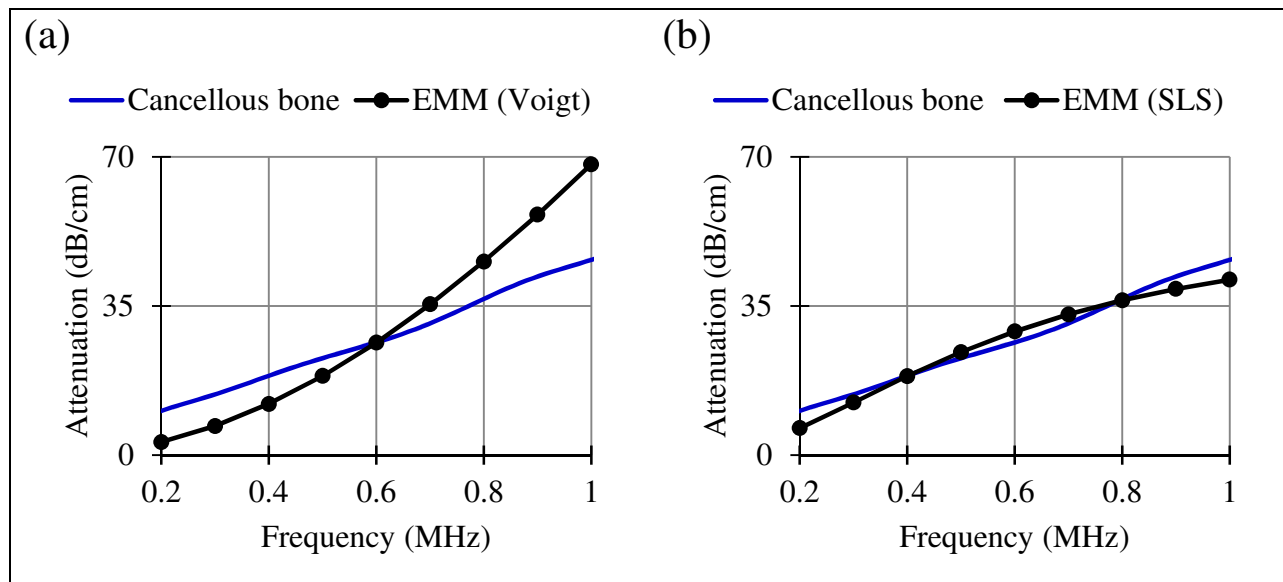 (a)
Cancellous bone EMM (Voigt)
Attenuation (dB/cm)
70
35
0
0.2 0.4 0.6 0.8 1
Frequency (MHz)
(b)
Cancellous bone EMM (SLS)
Attenuation (dB/cm)
70
35
0
0.2 0.4 0.6 0.8 1
Frequency (MHz)